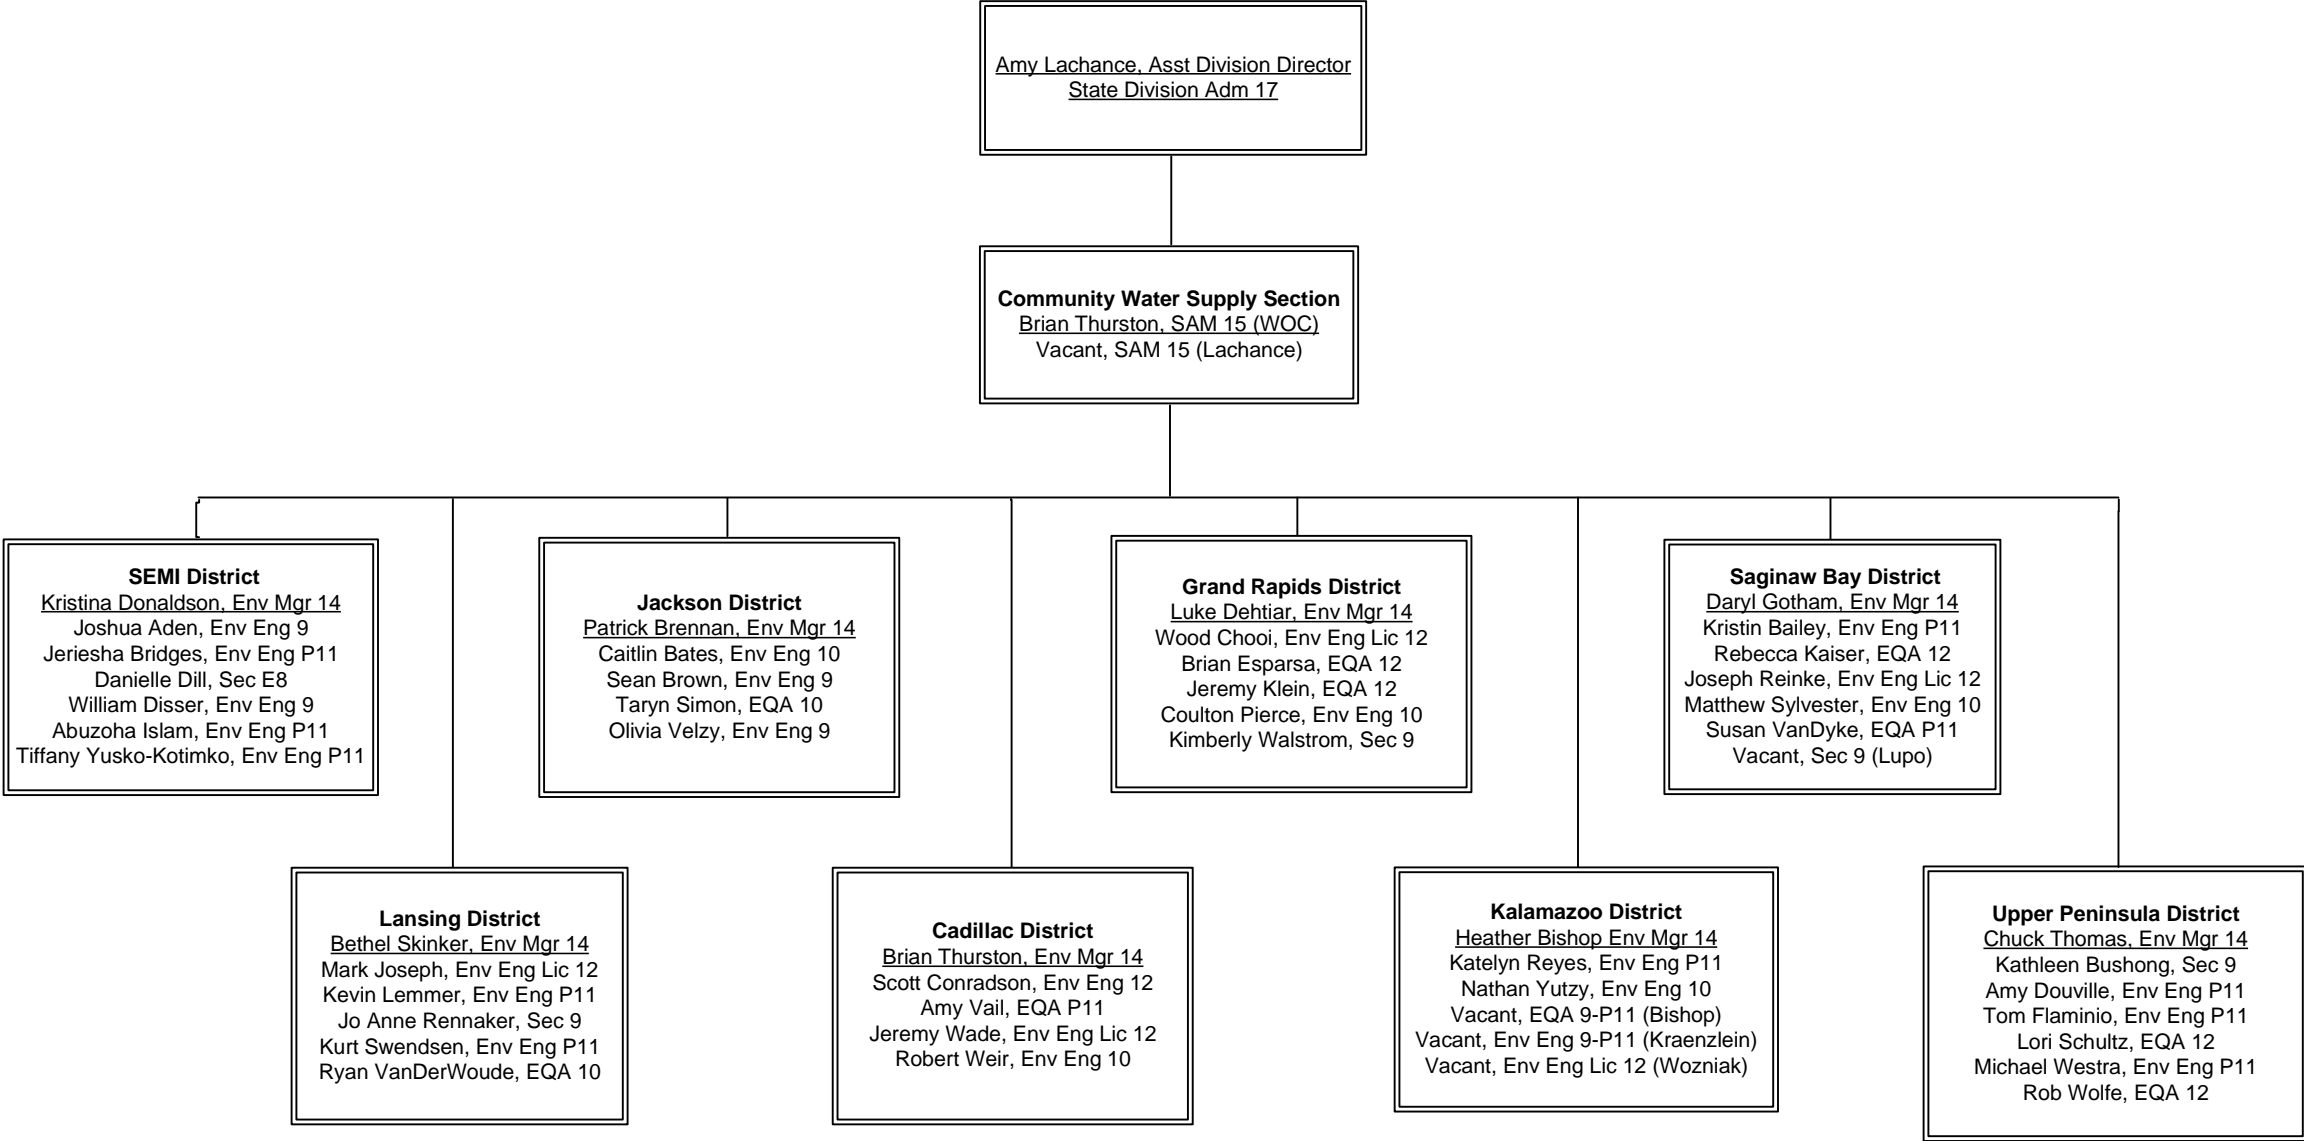 Amy Lachance, Asst Division Director
State Division Adm 17
Community Water Supply Section
Brian Thurston, SAM 15 (WOC)
Vacant, SAM 15 (Lachance)
SEMI District
Kristina Donaldson, Env Mgr 14
Joshua Aden, Env Eng 9
Jeriesha Bridges, Env Eng P11
Danielle Dill, Sec E8
William Disser, Env Eng 9
Abuzoha Islam, Env Eng P11
Tiffany Yusko-Kotimko, Env Eng P11
Jackson District
Patrick Brennan, Env Mgr 14
Caitlin Bates, Env Eng 10
Sean Brown, Env Eng 9
Taryn Simon, EQA 10
Olivia Velzy, Env Eng 9
Grand Rapids District
Luke Dehtiar, Env Mgr 14
Wood Chooi, Env Eng Lic 12
Brian Esparsa, EQA 12
Jeremy Klein, EQA 12
Coulton Pierce, Env Eng 10
Kimberly Walstrom, Sec 9
Saginaw Bay District
Daryl Gotham, Env Mgr 14
Kristin Bailey, Env Eng P11
Rebecca Kaiser, EQA 12
Joseph Reinke, Env Eng Lic 12
Matthew Sylvester, Env Eng 10
Susan VanDyke, EQA P11
Vacant, Sec 9 (Lupo)
Lansing District
Bethel Skinker, Env Mgr 14
Mark Joseph, Env Eng Lic 12
Kevin Lemmer, Env Eng P11
Jo Anne Rennaker, Sec 9
Kurt Swendsen, Env Eng P11
Ryan VanDerWoude, EQA 10
Cadillac District
Brian Thurston, Env Mgr 14
Scott Conradson, Env Eng 12
Amy Vail, EQA P11
Jeremy Wade, Env Eng Lic 12
Robert Weir, Env Eng 10
Kalamazoo District
Heather Bishop Env Mgr 14
Katelyn Reyes, Env Eng P11
Nathan Yutzy, Env Eng 10
Vacant, EQA 9-P11 (Bishop)
Vacant, Env Eng 9-P11 (Kraenzlein)
Vacant, Env Eng Lic 12 (Wozniak)
Upper Peninsula District
Chuck Thomas, Env Mgr 14
Kathleen Bushong, Sec 9
Amy Douville, Env Eng P11
Tom Flaminio, Env Eng P11
Lori Schultz, EQA 12
Michael Westra, Env Eng P11
Rob Wolfe, EQA 12